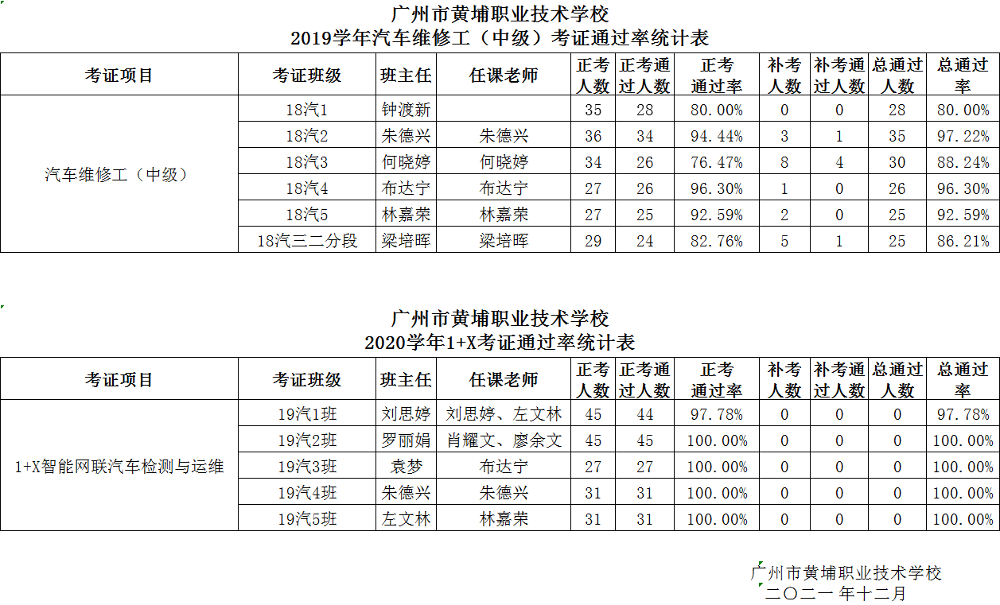 广州市黄埔职业技术学校
2019学年汽车维修工（中级）考证通过率统计表
考证项目 考证班级 班主任 任课老师 正考人数 正考通过人数 正考通过率 补考人数 补考通过人数 总通过人数 总通过率
汽车维修工（中级）
18汽1 钟渡新 35 28 80.00% 0 0 28 80.00%
18汽2 朱德兴 朱德兴 36 34 94.44% 3 1 35 97.22%
18汽3 何晓婷 何晓婷 34 26 76.47% 8 4 30 88.24%
18汽4 布达宁 布达宁 27 26 96.30% 1 0 26 96.30%
18汽5 林嘉荣 林嘉荣 27 25 92.59% 2 0 25 92.59%
18汽三二分段 梁培晖 梁培晖 29 24 82.76% 5 1 25 86.21%
广州市黄埔职业技术学校
2020学年1+X考证通过率统计表
考证项目 考证班级 班主任 任课老师 正考人数 正考通过人数 正考通过率 补考人数 补考通过人数 总通过人数 总通过率
1+X智能网联汽车检测与运维
19汽1班 刘思婷 刘思婷、左文林 45 44 97.78% 0 0 0 97.78%
19汽2班 罗丽娟 肖耀文、廖余文 45 45 100.00% 0 0 0 100.00%
19汽3班 袁梦 布达宁 27 27 100.00% 0 0 0 100.00%
19汽4班 朱德兴 朱德兴 31 31 100.00% 0 0 0 100.00%
19汽5班 左文林 林嘉荣 31 31 100.00% 0 0 0 100.00%
广州市黄埔职业技术学校
二〇二一 年十二月